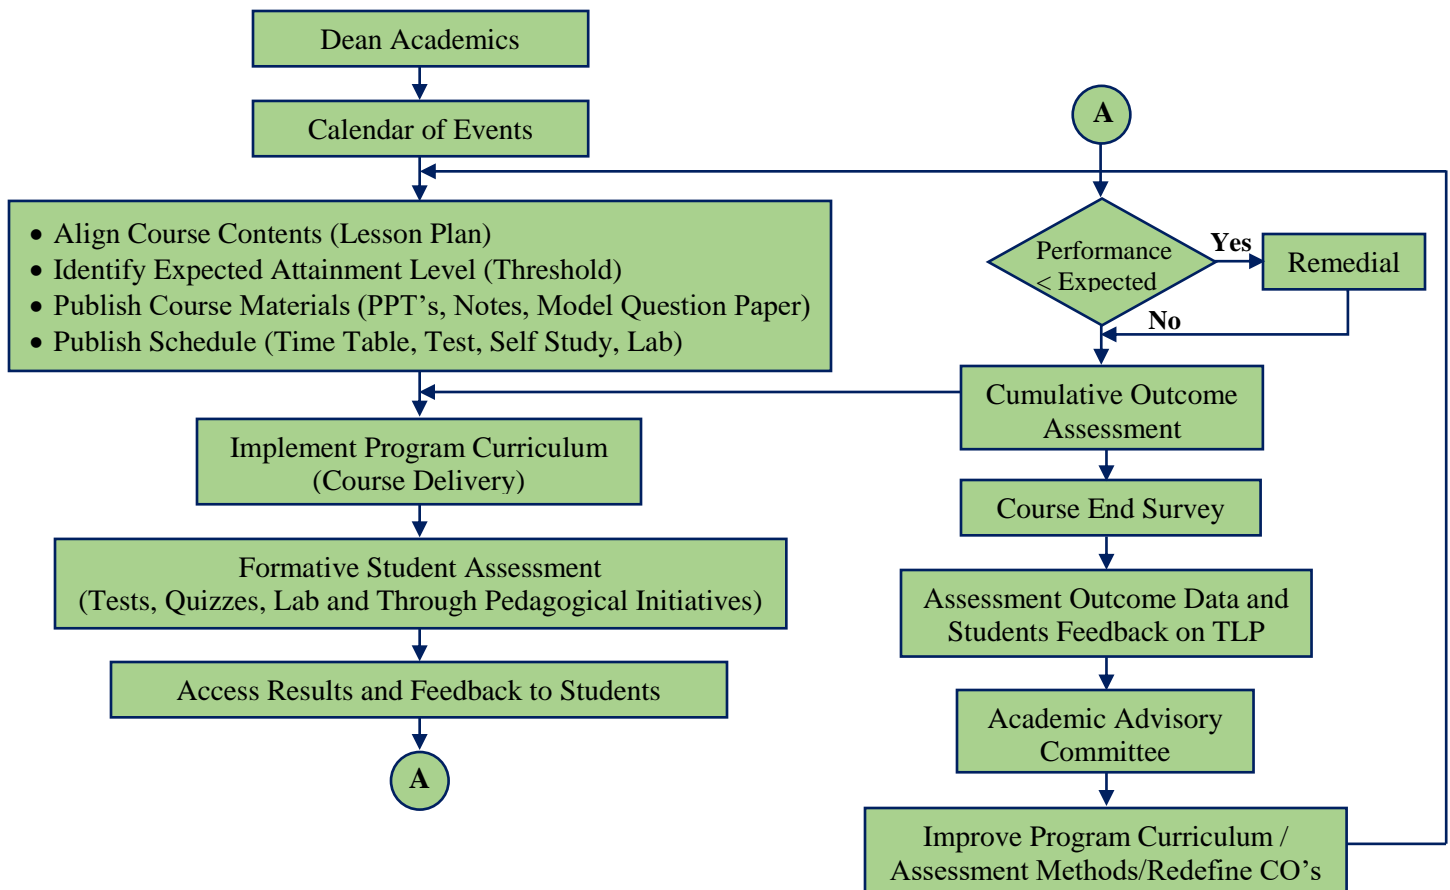 Dean Academics
Calendar of Events
• Align Course Contents (Lesson Plan)
• Identify Expected Attainment Level (Threshold)
• Publish Course Materials (PPT’s, Notes, Model Question Paper)
• Publish Schedule (Time Table, Test, Self Study, Lab)
Implement Program Curriculum
(Course Delivery)
Formative Student Assessment
(Tests, Quizzes, Lab and Through Pedagogical Initiatives)
Access Results and Feedback to Students
A
A
Performance
< Expected
Yes
Remedial
No
Cumulative Outcome
Assessment
Course End Survey
Assessment Outcome Data and
Students Feedback on TLP
Academic Advisory
Committee
Improve Program Curriculum /
Assessment Methods/Redefine CO’s